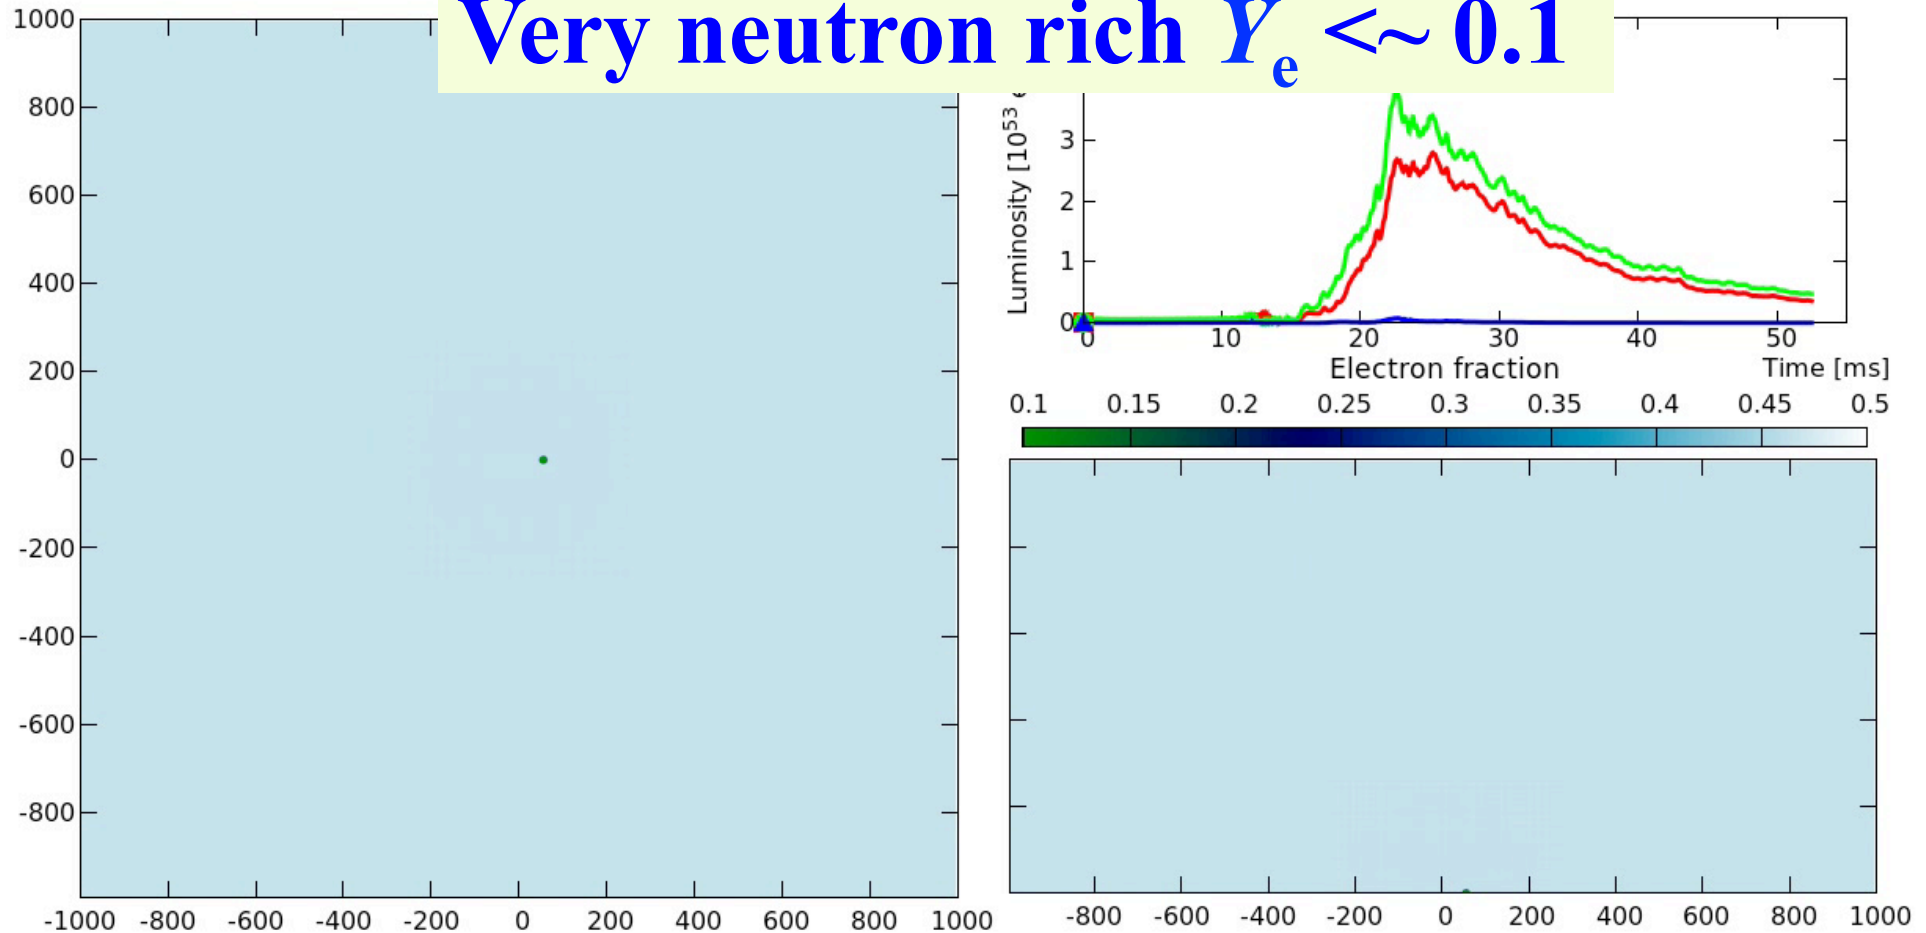 Very neutron rich Ye <~ 0.1
1000
800
600
400
200
0
-200
-400
-600
-800
-1000 -800 -600 -400 -200 0 200 400 600 800 1000
Luminosity [10^53
3
2
1
0
0 10 20 30 40 50
Electron fraction Time [ms]
0.1 0.15 0.2 0.25 0.3 0.35 0.4 0.45 0.5
-800 -600 -400 -200 0 200 400 600 800 1000